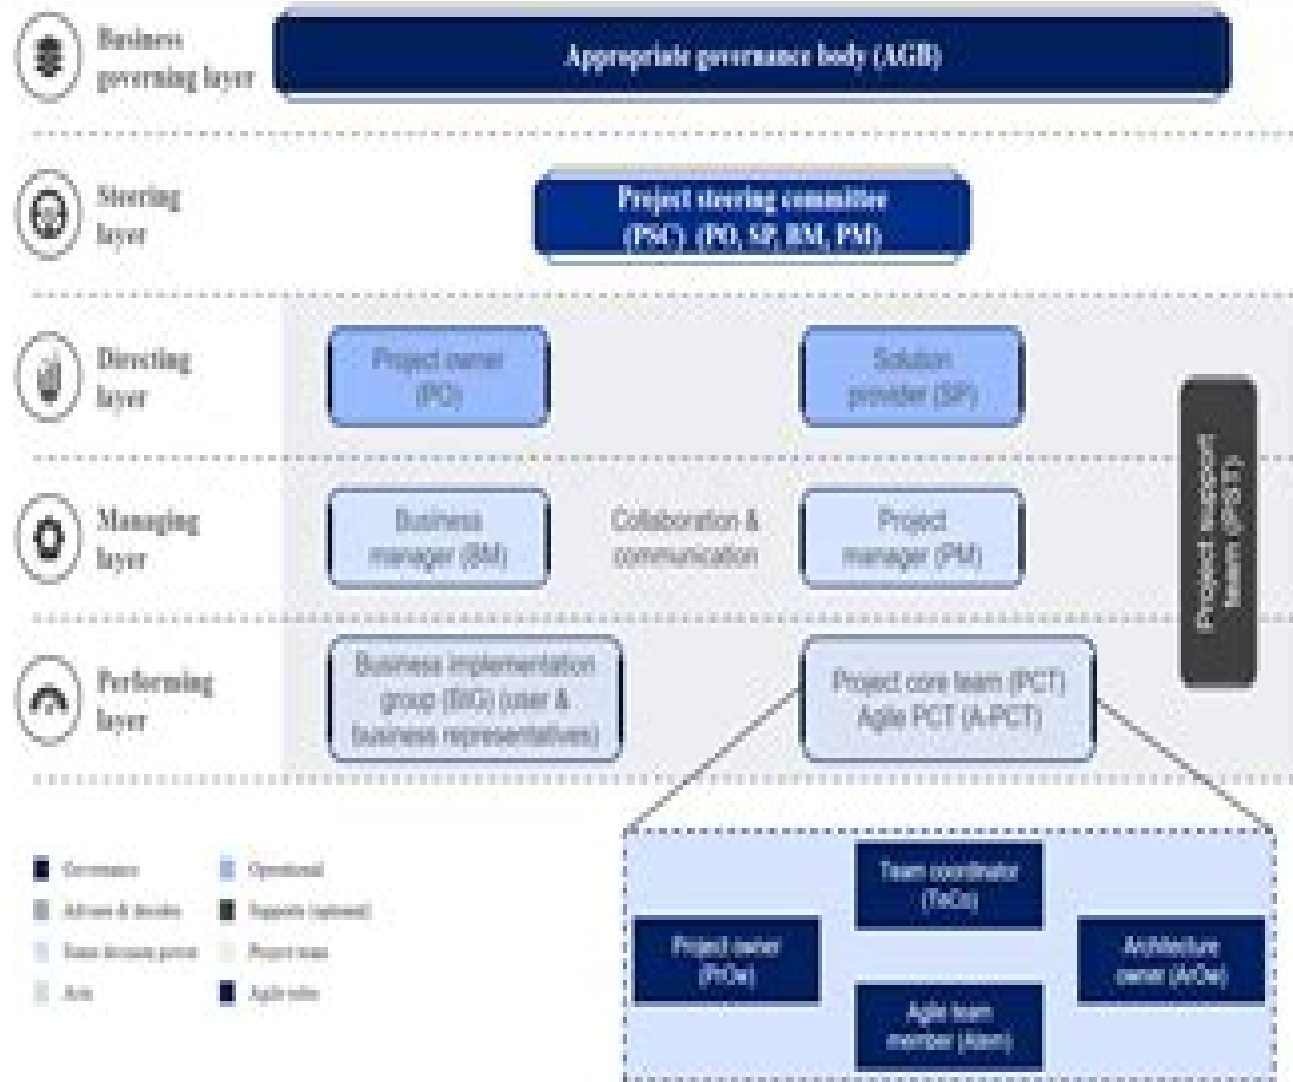 Business
governing layer
Appropriate governance body (AGB)
Steering
layer
Project steering committee
(PSC) (PO, SP, BM, PM)
Directing
layer
Project owner
(PO)
Solution
provider (SP)
Managing
layer
Business
manager (BM)
Collaboration &
communication
Project
manager (PM)
Project support
team (PST)
Performing
layer
Business implementation
group (BIG) (user &
business representatives)
Project core team (PCT)
Agile PCT (A-PCT)
Governance
Operational
Supports (optional)
Project team
Agile roles
Team coordinator
(TeCo)
Project owner
(PrOw)
Architecture
owner (ArOw)
Agile team
member